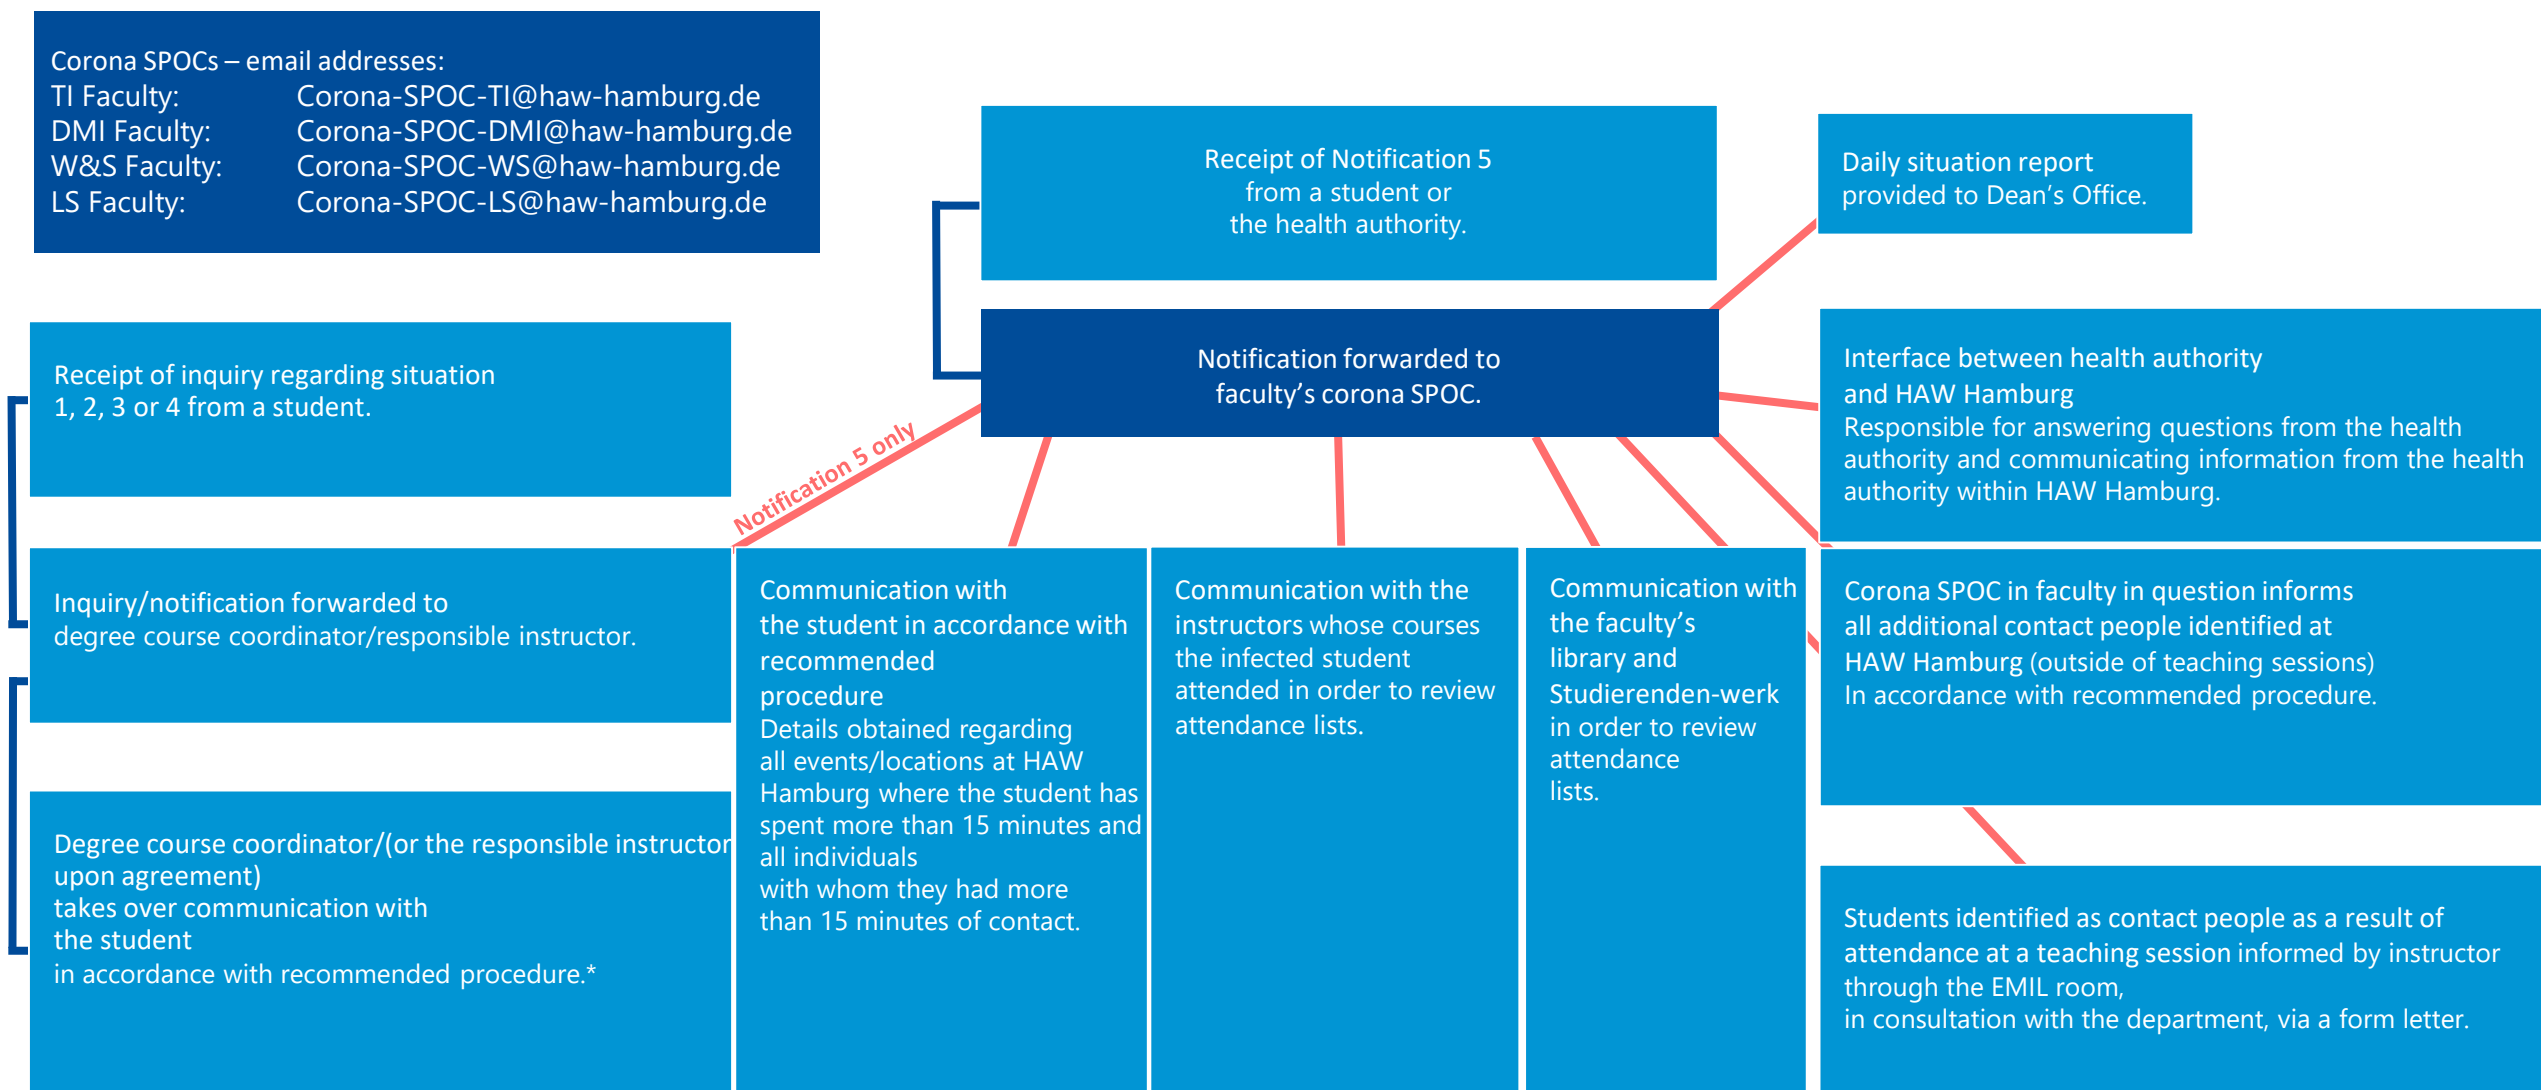 Corona SPOCs – email addresses:
TI Faculty: Corona-SPOC-TI@haw-hamburg.de
DMI Faculty: Corona-SPOC-DMI@haw-hamburg.de
W&S Faculty: Corona-SPOC-WS@haw-hamburg.de
LS Faculty: Corona-SPOC-LS@haw-hamburg.de
Receipt of Notification 5
from a student or
the health authority.
Daily situation report
provided to Dean's Office.
Notification forwarded to
faculty's corona SPOC.
Interface between health authority
and HAW Hamburg
Responsible for answering questions from the health
authority and communicating information from the health
authority within HAW Hamburg.
Receipt of inquiry regarding situation
1, 2, 3 or 4 from a student.
Notification 5 only
Inquiry/notification forwarded to
degree course coordinator/responsible instructor.
Degree course coordinator/(or the responsible instructor
upon agreement)
takes over communication with
the student
in accordance with recommended procedure.*
Communication with
the student in accordance with
recommended
procedure
Details obtained regarding
all events/locations at HAW
Hamburg where the student has
spent more than 15 minutes and
all individuals
with whom they had more
than 15 minutes of contact.
Communication with the
instructors whose courses
the infected student
attended in order to review
attendance lists.
Communication with
the faculty's
library and
Studierenden-werk
in order to review
attendance
lists.
Corona SPOC in faculty in question informs
all additional contact people identified at
HAW Hamburg (outside of teaching sessions)
In accordance with recommended procedure.
Students identified as contact people as a result of
attendance at a teaching session informed by instructor
through the EMIL room,
in consultation with the department, via a form letter.